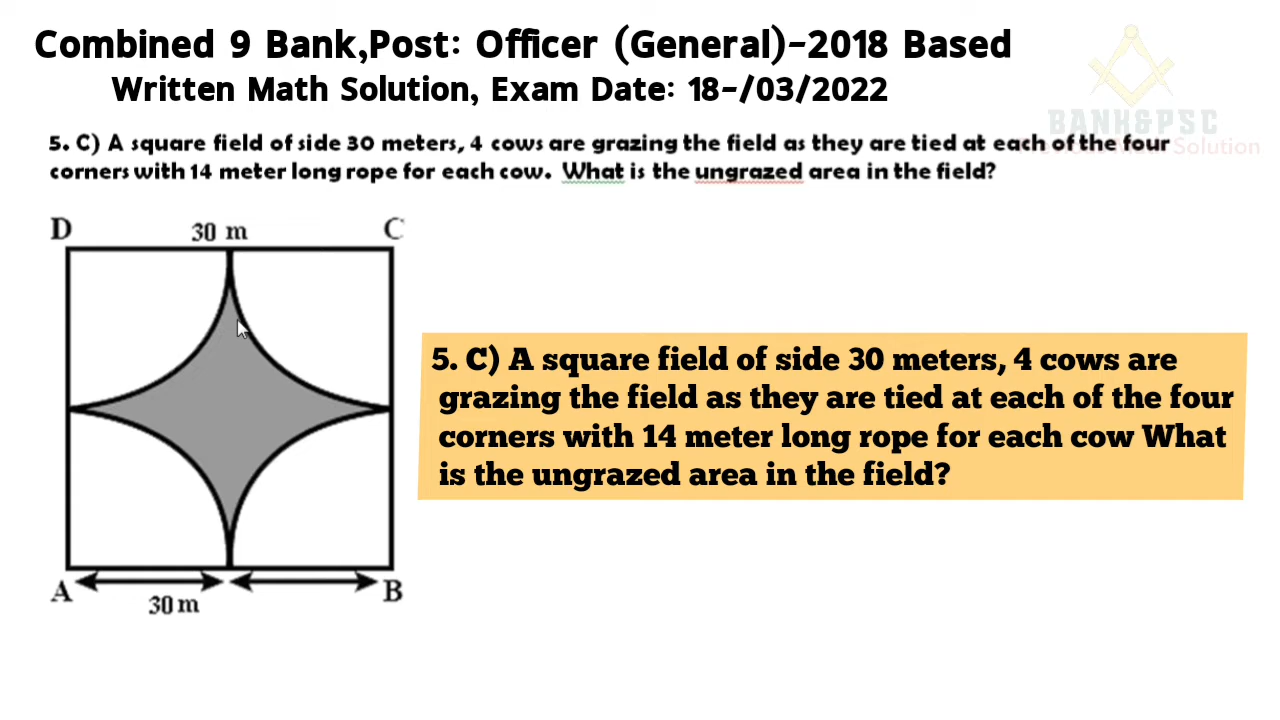 Combined 9 Bank,Post: Officer (General)-2018 Based
Written Math Solution, Exam Date: 18-/03/2022
BANK&PSC
Math Solution
5. C) A square field of side 30 meters, 4 cows are grazing the field as they are tied at each of the four
corners with 14 meter long rope for each cow. What is the ungrazed area in the field?
D 30 m C
5. C) A square field of side 30 meters, 4 cows are
grazing the field as they are tied at each of the four
corners with 14 meter long rope for each cow What
is the ungrazed area in the field?
A B
30 m